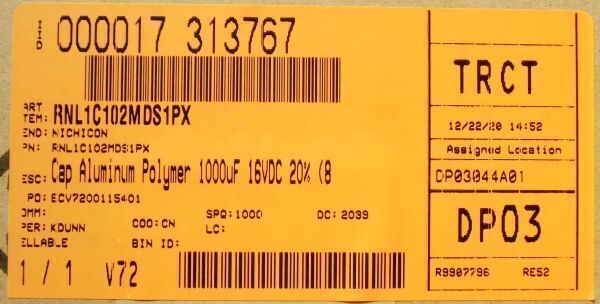 IID 000017 313767
ART
TEM: RNL1C102MDS1PX
END: NICHICON
PN: RNL1C102MDS1PX
ESC: Cap Aluminum Polymer 1000uF 16VDC 20% (8
PO: ECV7200115401
OMM: SPQ:1000 DC: 2039
PER: KDUNN COO:CN LC:
ELLABLE BIN ID:
1 / 1 V72
TRCT
12/22/20 14:52
Assigned Location
DP03044A01
DP03
R9907796 RE52